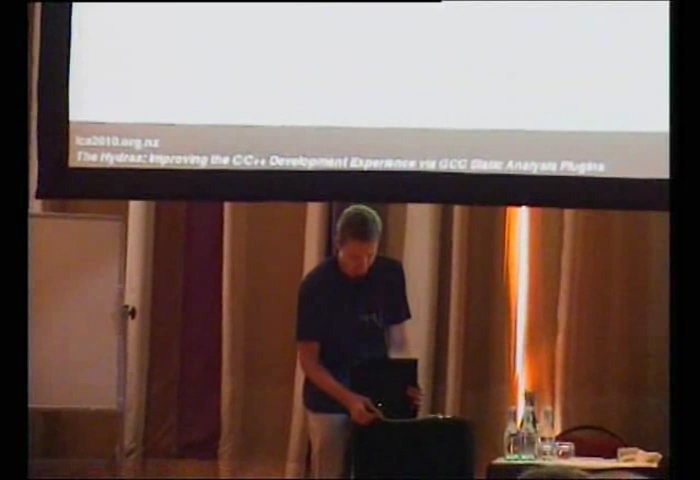 lca2010.org.nz
The Hydras: Improving the C/C++ Development Experience via GCC Static Analysis Plugins